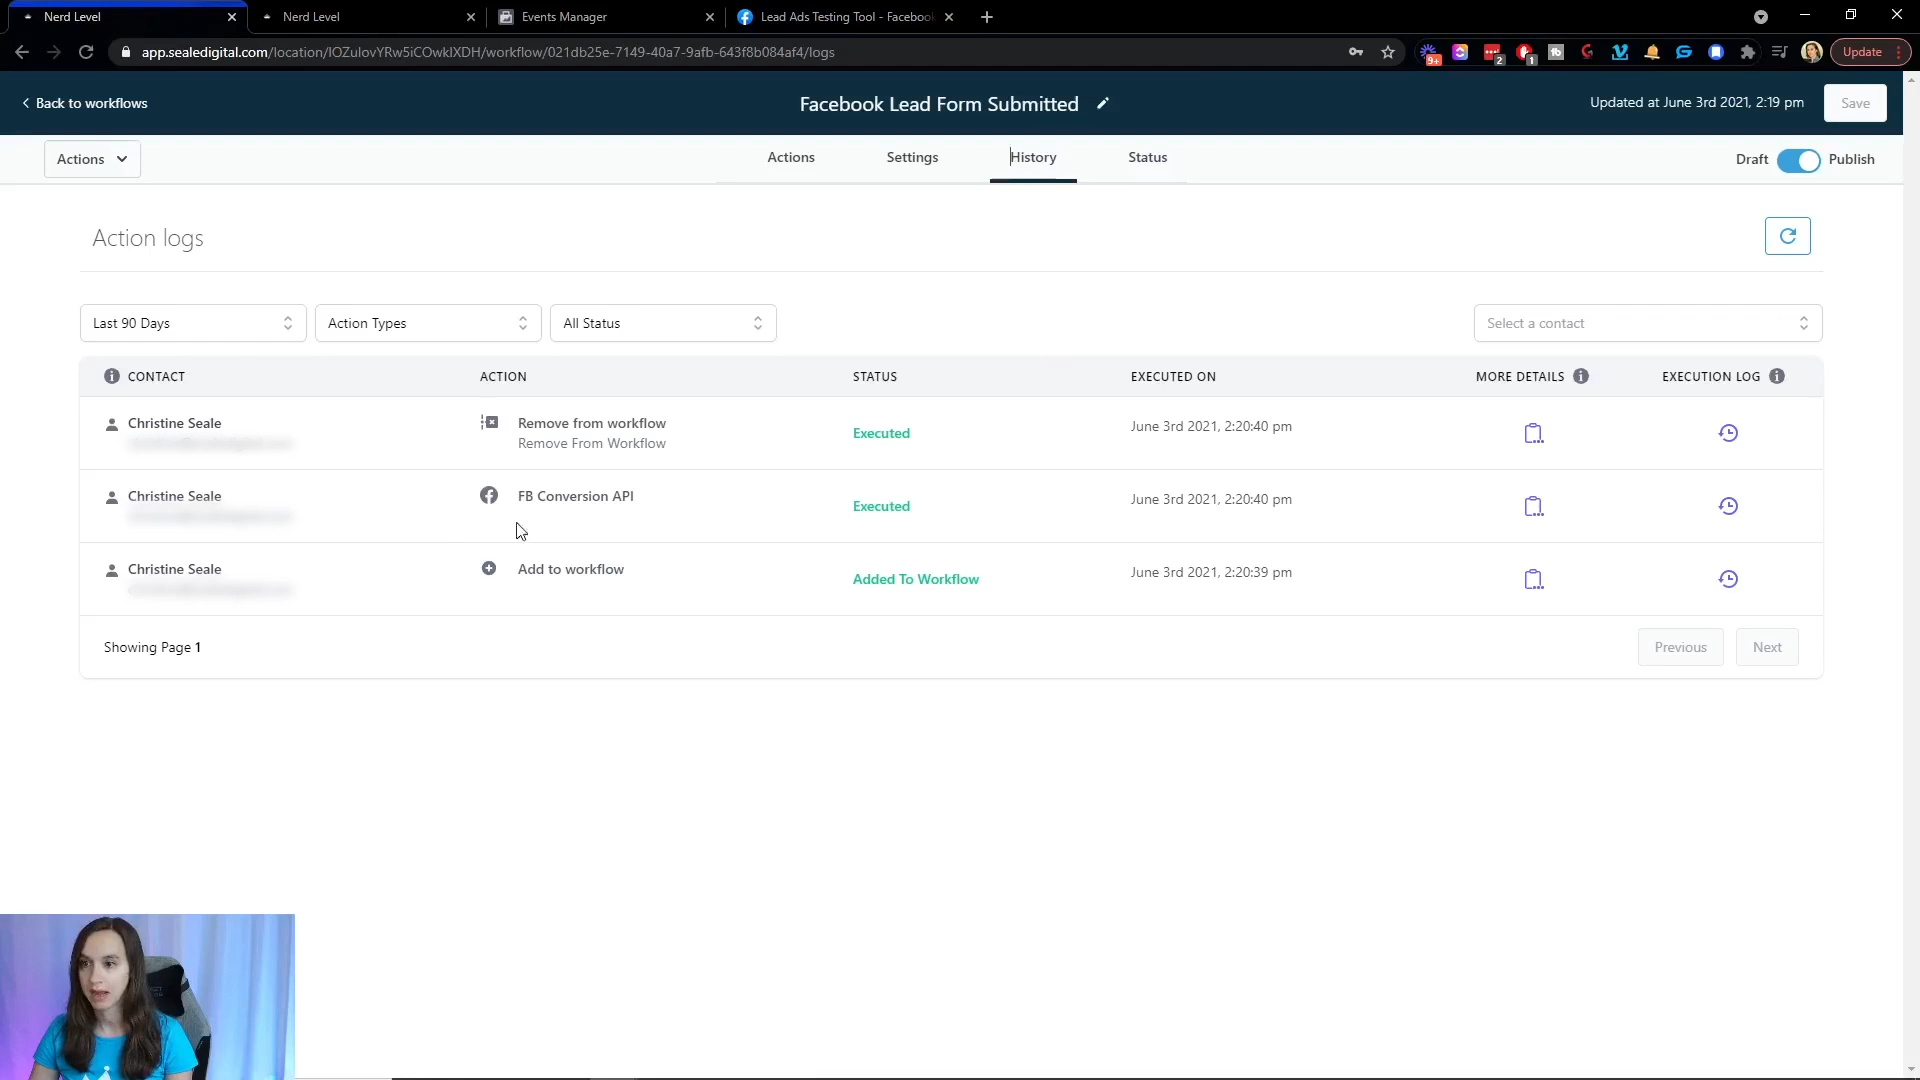 Nerd Level
Nerd Level
Events Manager
Lead Ads Testing Tool - Facebook
app.sealedigital.com/location/IOZulovYRw5iCOwkIXDH/workflow/021db25e-7149-40a7-9afb-643f8b084af4/logs
9+
2
1
Update
Back to workflows
Facebook Lead Form Submitted
Updated at June 3rd 2021, 2:19 pm
Save
Actions
Actions
Settings
History
Status
Draft
Publish
Action logs
Last 90 Days
Action Types
All Status
Select a contact
CONTACT
ACTION
STATUS
EXECUTED ON
MORE DETAILS
EXECUTION LOG
Christine Seale
Remove from workflow
Remove From Workflow
Executed
June 3rd 2021, 2:20:40 pm
Christine Seale
FB Conversion API
Executed
June 3rd 2021, 2:20:40 pm
Christine Seale
Add to workflow
Added To Workflow
June 3rd 2021, 2:20:39 pm
Showing Page 1
Previous
Next